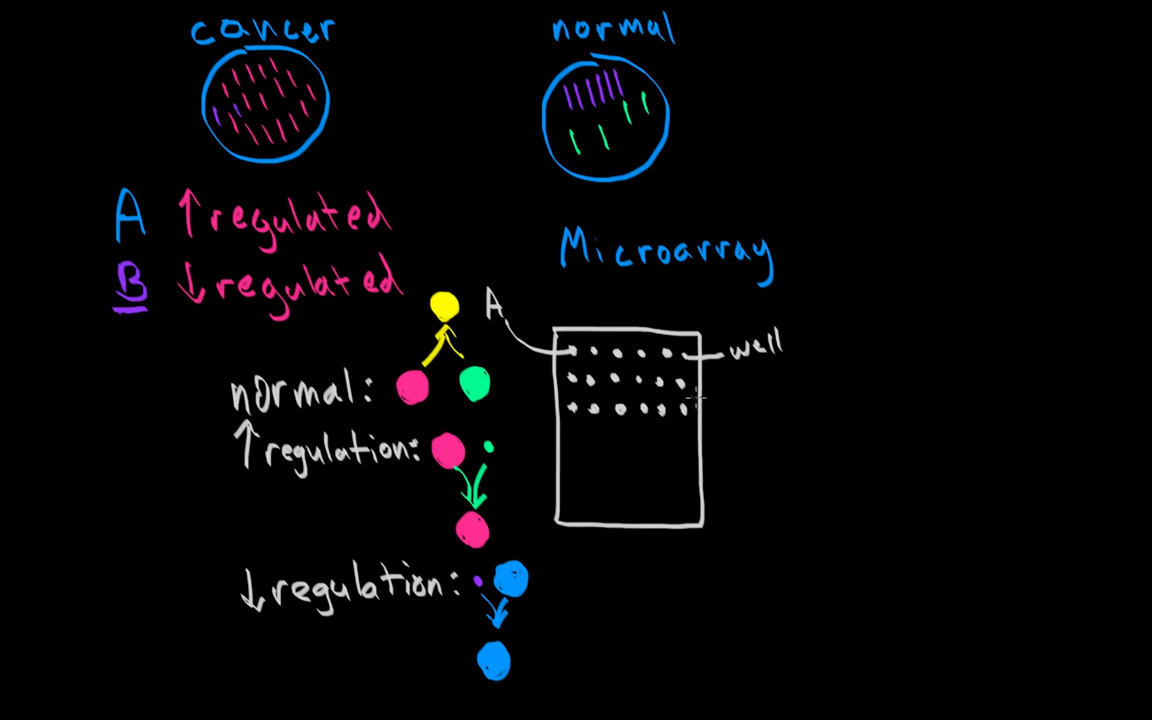 cancer normal
A ↑regulated
B ↓regulated
Microarray
A
well
normal:
↑regulation:
↓regulation: